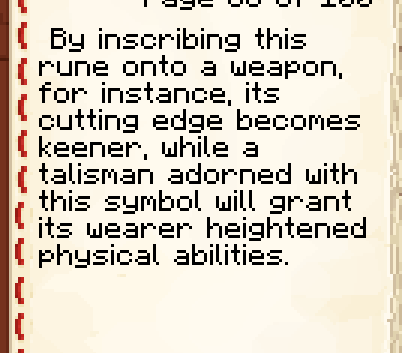 By inscribing this
rune onto a weapon,
for instance, its
cutting edge becomes
keener, while a
talisman adorned with
this symbol will grant
its wearer heightened
physical abilities.